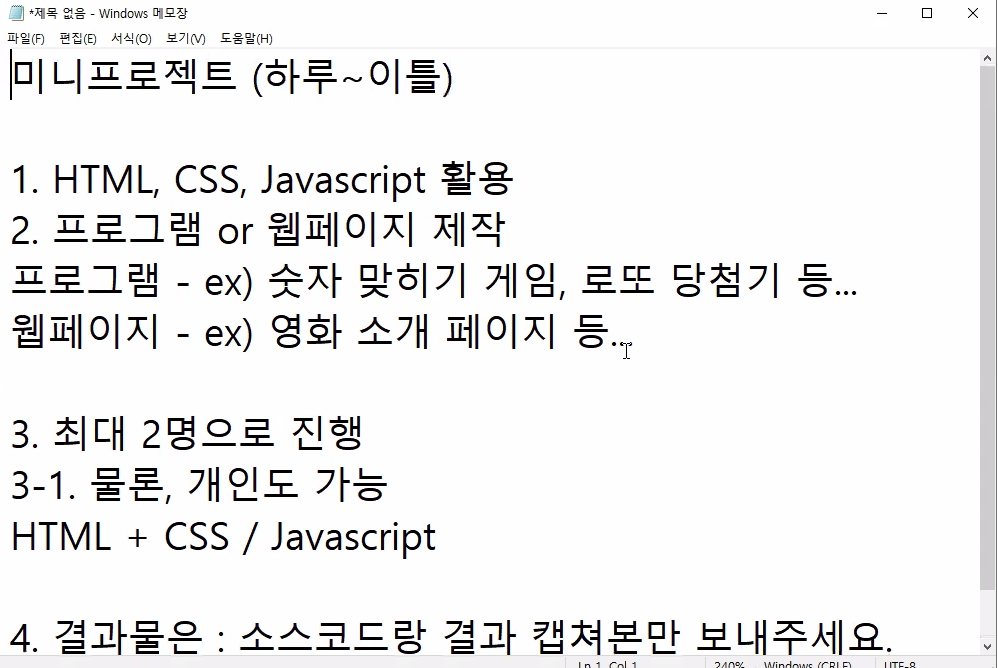 *제목 없음 - Windows 메모장
파일(F) 편집(E) 서식(O) 보기(V) 도움말(H)
미니프로젝트 (하루~이틀)
1. HTML, CSS, Javascript 활용
2. 프로그램 or 웹페이지 제작
프로그램 - ex) 숫자 맞히기 게임, 로또 당첨기 등...
웹페이지 - ex) 영화 소개 페이지 등...
3. 최대 2명으로 진행
3-1. 물론, 개인도 가능
HTML + CSS / Javascript
4. 결과물은 : 소스코드랑 결과 캡쳐본만 보내주세요.
Ln 1, Col 1 240% Windows (CRLF) UTF-8